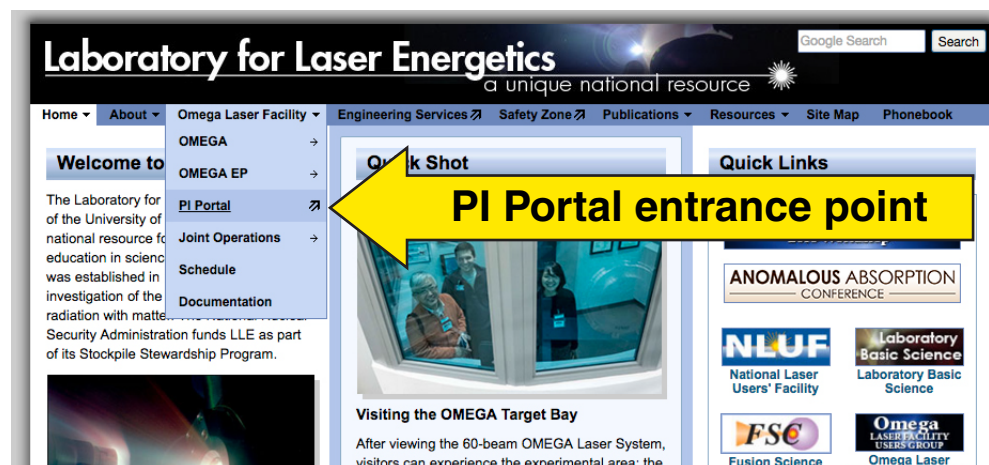 Laboratory for Laser Energetics
a unique national resource
Google Search
Search
Home
About
Omega Laser Facility
Engineering Services
Safety Zone
Publications
Resources
Site Map
Phonebook
OMEGA
OMEGA EP
PI Portal
Joint Operations
Schedule
Documentation
PI Portal entrance point
Welcome to
The Laboratory for
of the University of
national resource fo
education in scienc
was established in
investigation of the
radiation with matte
Security Administration funds LLE as part
of its Stockpile Stewardship Program.
Shot
Visiting the OMEGA Target Bay
After viewing the 60-beam OMEGA Laser System,
visitors can experience the experimental area: the
Quick Links
ANOMALOUS ABSORPTION
CONFERENCE
NLUF
National Laser
Users' Facility
Laboratory
Basic Science
Laboratory Basic
Science
FSC
Fusion Science
Omega
LASER FACILITY
USERS GROUP
Omega Laser